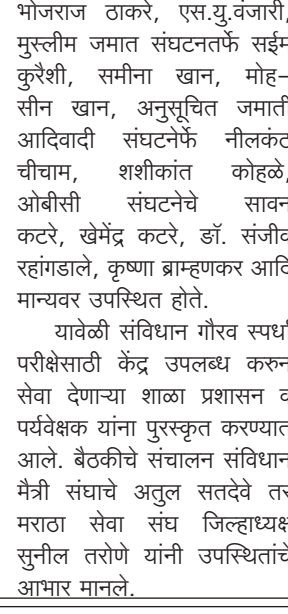 भोजराज ठाकरे, एस.यु.वंजारी,
मुस्लीम जमात संघटनतर्फे सईम
कुरैशी, समीना खान, मोह-
सीन खान, अनुसूचित जमाती
आदिवादी संघटनेर्फे नीलकंठ
चीचाम, शशीकांत कोहळे,
ओबीसी संघटनेचे सावन
कटरे, खेमेंद्र कटरे, डॉ. संजीव
रहांगडाले, कृष्णा ब्राम्हणकर आदि
मान्यवर उपस्थित होते.
यावेळी संविधान गौरव स्पर्धा
परीक्षेसाठी केंद्र उपलब्ध करुन
सेवा देणाऱ्या शाळा प्रशासन व
पर्यवेक्षक यांना पुरस्कृत करण्यात
आले. बैठकीचे संचालन संविधान
मैत्री संघाचे अतुल सतदेवे तर
मराठा सेवा संघ जिल्हाध्यक्ष
सुनील तरोणे यांनी उपस्थितांचे
आभार मानले.